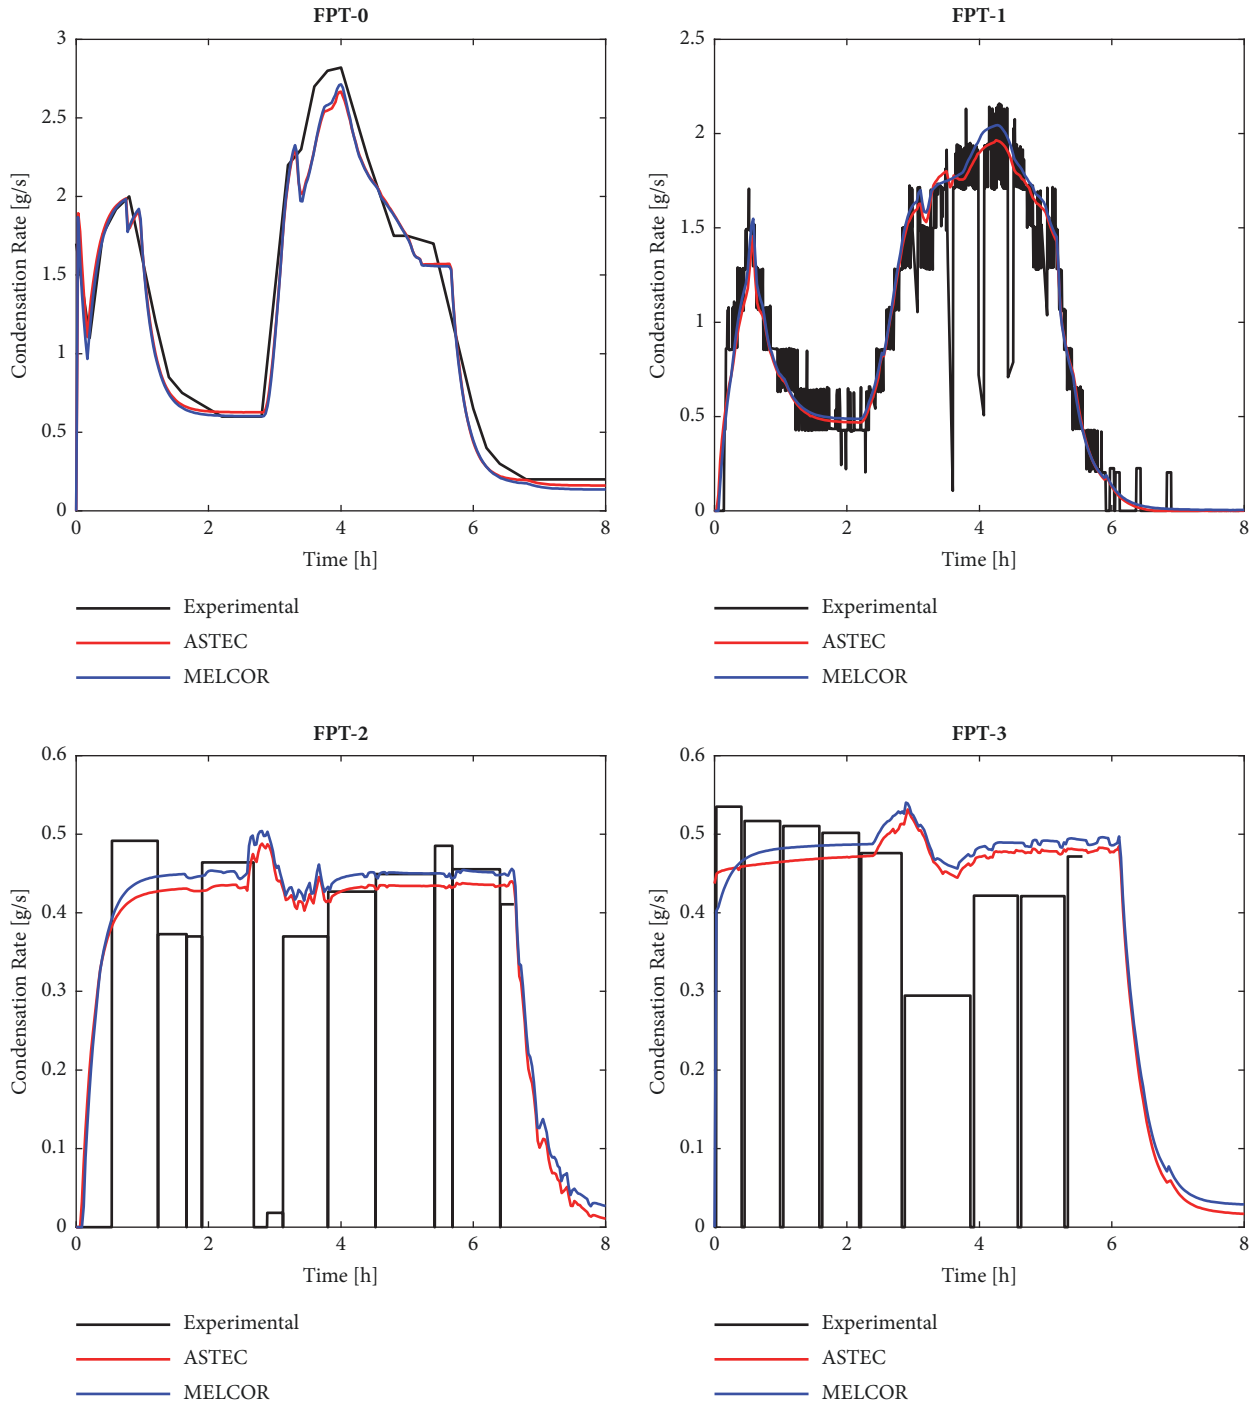 FPT-0
3
2.5
2
1.5
1
0.5
0
Condensation Rate [g/s]
0 2 4 6 8
Time [h]
Experimental
ASTEC
MELCOR
FPT-1
2.5
2
1.5
1
0.5
0
Condensation Rate [g/s]
0 2 4 6 8
Time [h]
Experimental
ASTEC
MELCOR
FPT-2
0.6
0.5
0.4
0.3
0.2
0.1
0
Condensation Rate [g/s]
0 2 4 6 8
Time [h]
Experimental
ASTEC
MELCOR
FPT-3
0.6
0.5
0.4
0.3
0.2
0.1
0
Condensation Rate [g/s]
0 2 4 6 8
Time [h]
Experimental
ASTEC
MELCOR